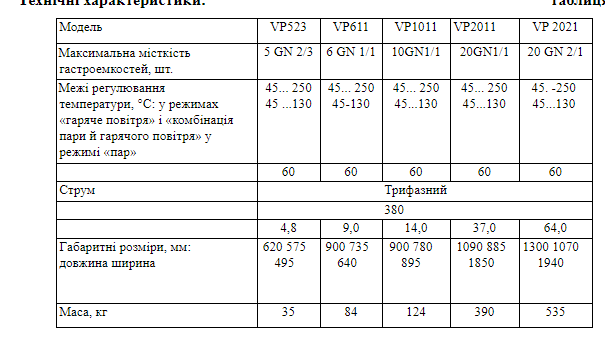 Технічні характеристики.
Модель VP523 VP611 VP1011 VP2011 VP 2021
Максимальна місткість 5 GN 2/3 6 GN 1/1 10GN1/1 20GN1/1 20 GN 2/1
гастроемкостей, шт.
Межі регулювання 45... 250 45... 250 45... 250 45... 250 45. -250
температури, °С: у режимах 45 ...130 45-130 45...130 45...130 45...130
«гаряче повітря» і «комбінація
пари й гарячого повітря» у
режимі «пар»
60 60 60 60 60
Струм Трифазний
380
4,8 9,0 14,0 37,0 64,0
Габаритні розміри, мм: 620 575 900 735 900 780 1090 885 1300 1070
довжина ширина 495 640 895 1850 1940
Маса, кг 35 84 124 390 535